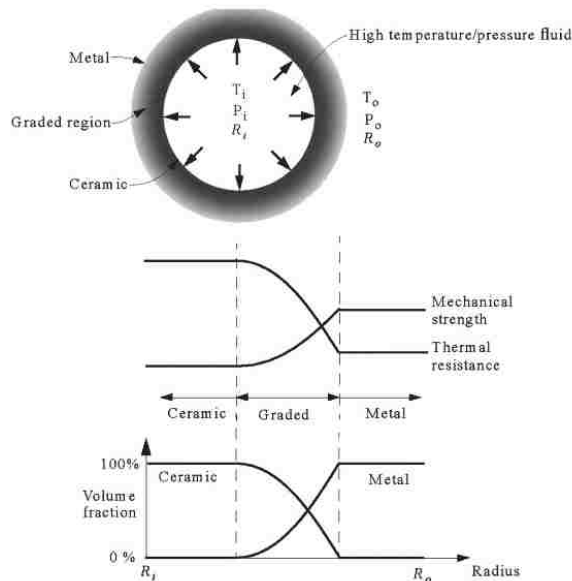 High temperature/pressure fluid
Metal
T_i
P_i
R_i
T_o
P_o
R_o
Graded region
Ceramic
Mechanical
strength
Thermal
resistance
Ceramic
Graded
Metal
100%
Ceramic
Metal
Volume
fraction
0 %
R_i
R_o
Radius